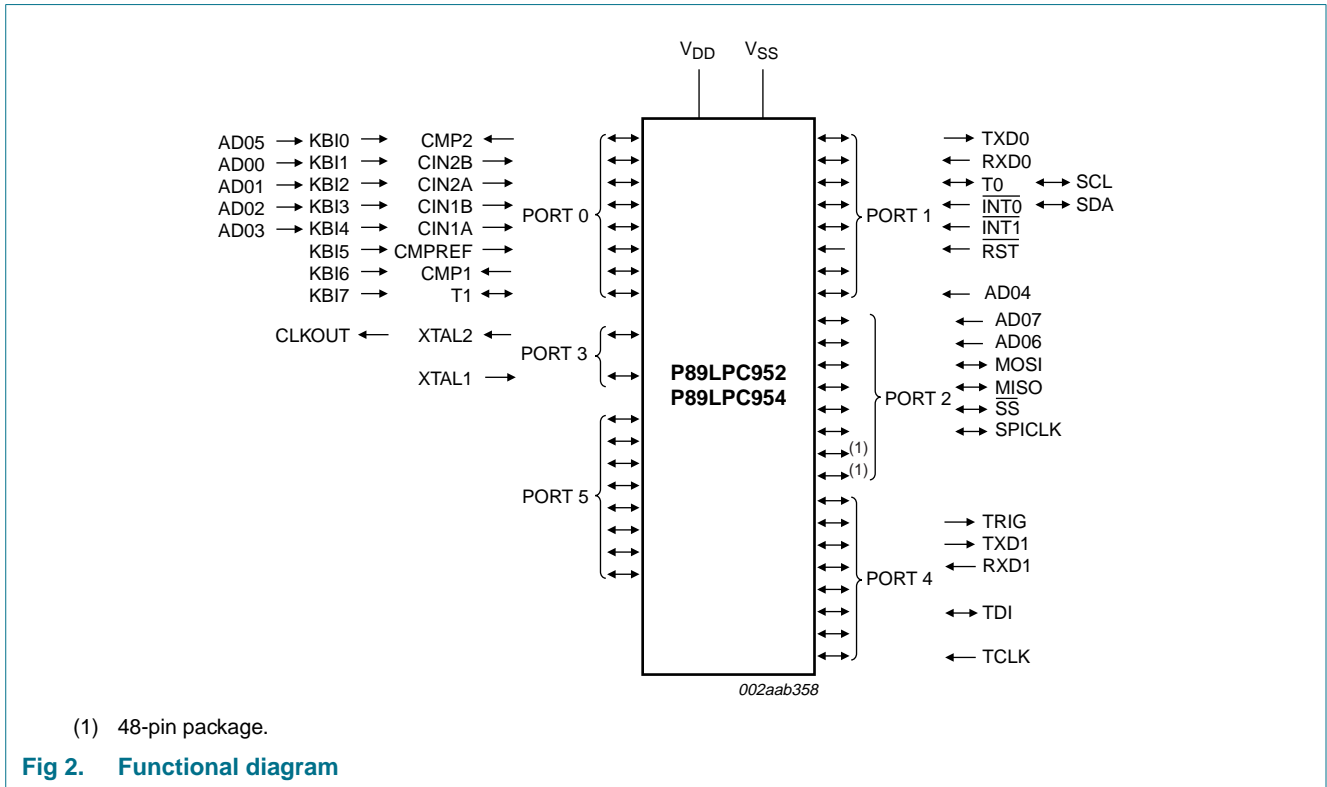 VDD VSS
AD05 KBI0 CMP2 TXD0
AD00 KBI1 CIN2B RXD0
AD01 KBI2 CIN2A T0 SCL
AD02 KBI3 CIN1B PORT 0 PORT 1 INT0 SDA
AD03 KBI4 CIN1A INT1
KBI5 CMPREF RST
KBI6 CMP1
KBI7 T1 AD04
CLKOUT XTAL2 PORT 3 AD07
AD06
XTAL1 P89LPC952 MOSI
P89LPC954 PORT 2 MISO
SS
SPICLK
(1)
(1)
PORT 5
TRIG
TXD1
PORT 4 RXD1
TDI
TCLK
002aab358
(1) 48-pin package.
Fig 2. Functional diagram